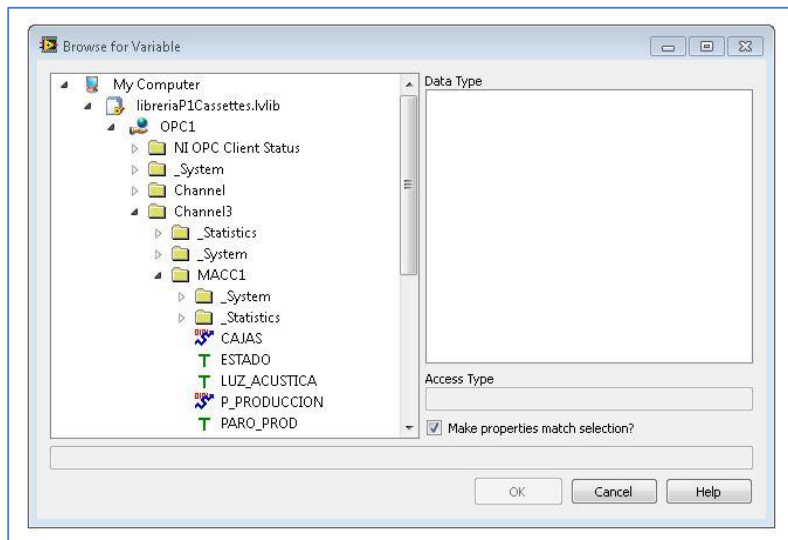 Browse for Variable
My Computer
libreriaP1Cassettes.lvlib
OPC1
NI OPC Client Status
_System
Channel
Channel3
_Statistics
_System
MACC1
_System
_Statistics
CAJAS
ESTADO
LUZ_ACUSTICA
P_PRODUCCION
PARO_PROD
Data Type
Access Type
Make properties match selection?
OK
Cancel
Help